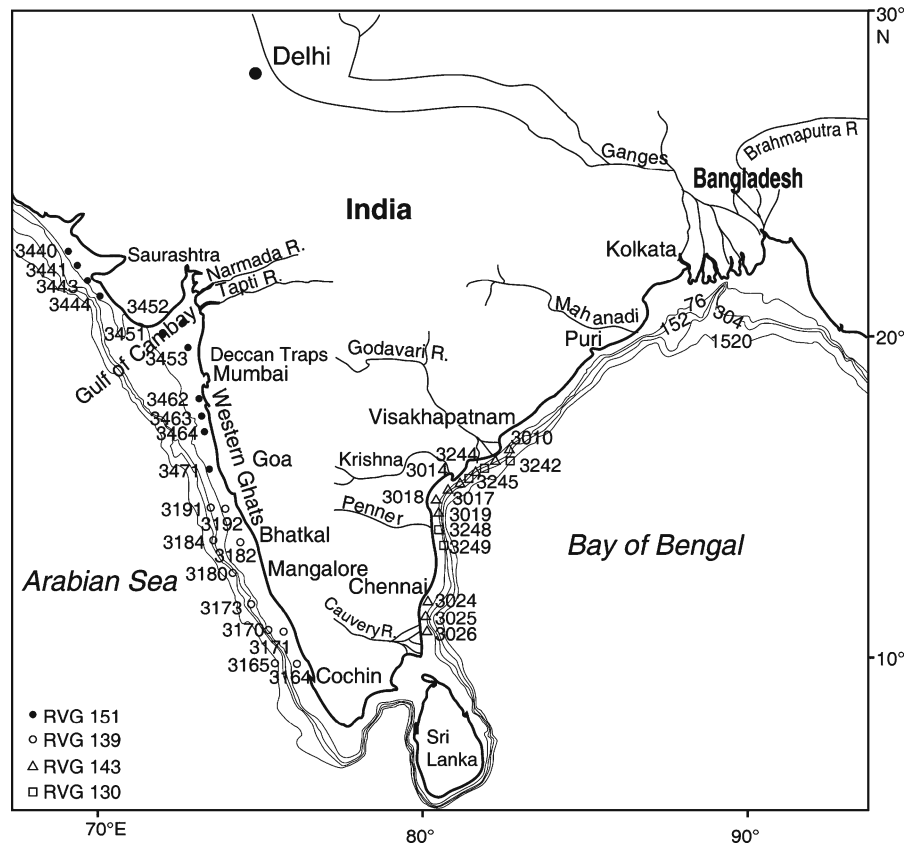 30°
N
Delhi
Brahmaputra R
Ganges
Bangladesh
India
Kolkata
3440
Saurashtra
Narmada R.
3441
Tapti R.
3443
3444
3452
76
Mahanadi
304
152
3451
20°
Puri
1520
Gulf of Cambay
3453
Deccan Traps
Godavari R.
Mumbai
3462
3463
Visakhapatnam
3464
Western Ghats
3010
3244
Goa
Krishna
3014
3242
3471
3245
3018
3017
3191
Penner
3019
3192
3248
Bhatkal
3184
3249
Bay of Bengal
3182
Mangalore
3180
Arabian Sea
Chennai
3173
3024
Cauvery R.
3025
3170
3026
3171
10°
3165
3164
Cochin
RVG 151
RVG 139
Sri
Lanka
RVG 143
RVG 130
70°E
80°
90°